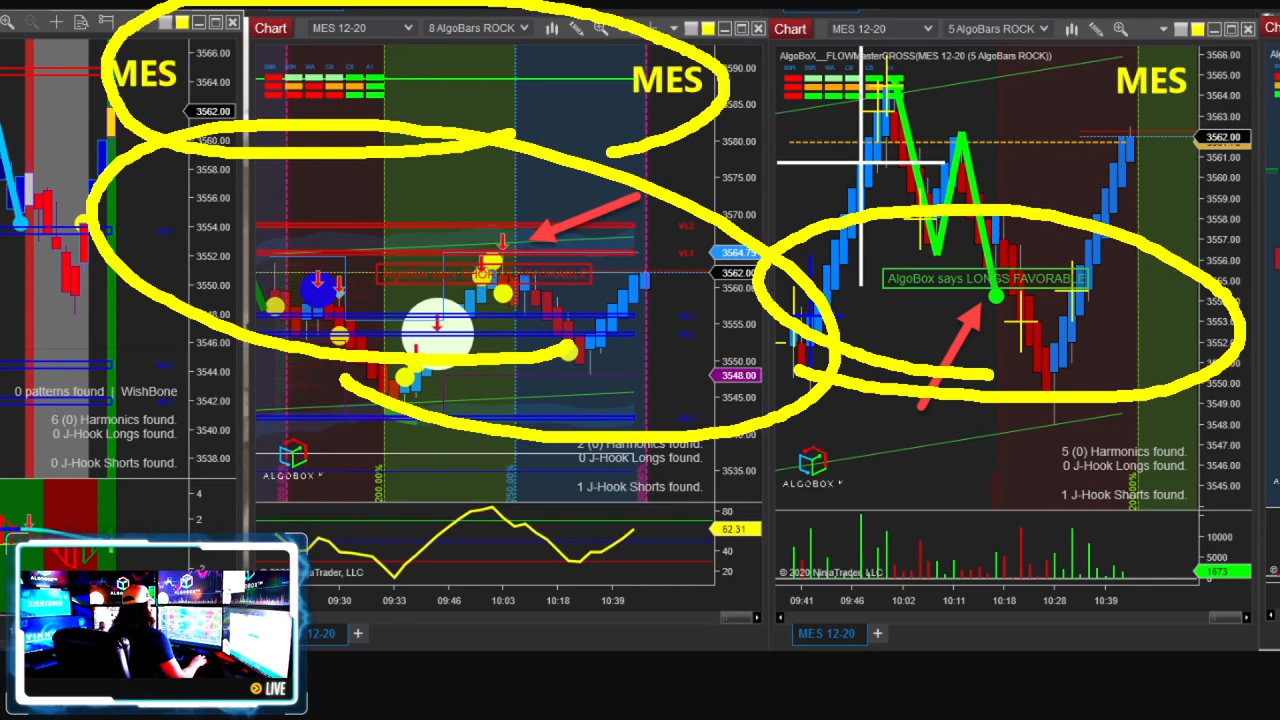 Chart
MES 12-20
8 AlgoBars ROCK
Chart
MES 12-20
5 AlgoBars ROCK
MES
3566.00
3564.00
3562.00
3560.00
3556.00
3554.00
3552.00
3550.00
3548.00
3546.00
3544.00
3542.00
3540.00
3538.00
4
2
0 patterns found | WishBone
6 (0) Harmonics found.
0 J-Hook Longs found.
0 J-Hook Shorts found.
MES
3590.00
3585.00
3580.00
3575.00
3570.00
VL2
VL1
3562.00
3560.00
3555.00
3550.00
3548.00
3545.00
3535.00
2 (0) Harmonics found.
0 J-Hook Longs found.
1 J-Hook Shorts found.
ALGOBOX
200.00%
250.00%
80
62.31
40
20
NinjaTrader, LLC
09:30
09:33
09:46
10:03
10:18
10:39
12-20
AlgoBoX__FLOWMasterCROSS(MES 12-20 (5 AlgoBars ROCK))
MES
AlgoBox says LONGS FAVORABLE
3566.00
3565.00
3564.00
3563.00
3562.00
3561.00
3560.00
3559.00
3558.00
3557.00
3556.00
3555.00
3552.00
3551.00
3550.00
3549.00
3548.00
3547.00
3546.00
3545.00
5 (0) Harmonics found.
0 J-Hook Longs found.
1 J-Hook Shorts found.
ALGOBOX
10000
5000
1673
© 2020 NinjaTrader, LLC
09:41
09:46
10:02
10:11
10:18
10:28
10:39
MES 12-20
LIVE